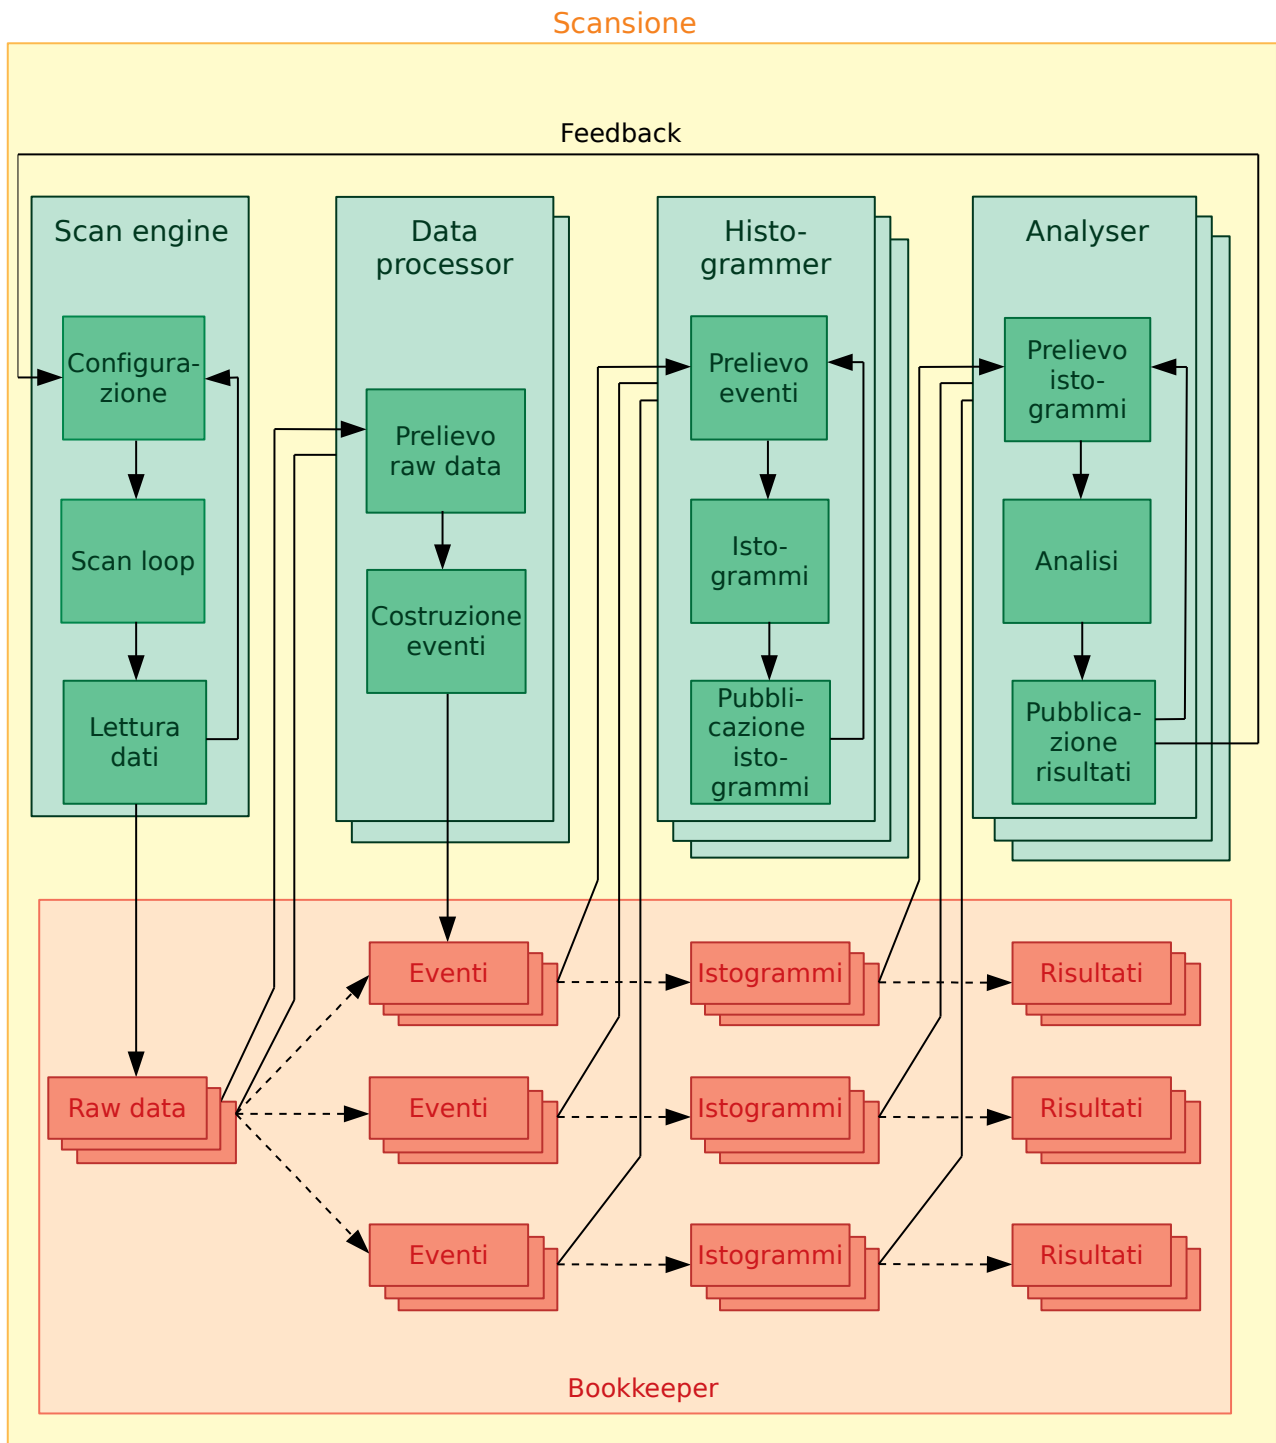 Scansione
Feedback
Scan engine
Configura-
zione
Scan loop
Lettura
dati
Data
processor
Prelievo
raw data
Costruzione
eventi
Histo-
grammer
Prelievo
eventi
Isto-
grammi
Pubbli-
cazione
isto-
grammi
Analyser
Prelievo
isto-
grammi
Analisi
Pubblica-
zione
risultati
Eventi
Istogrammi
Risultati
Raw data
Eventi
Istogrammi
Risultati
Eventi
Istogrammi
Risultati
Bookkeeper